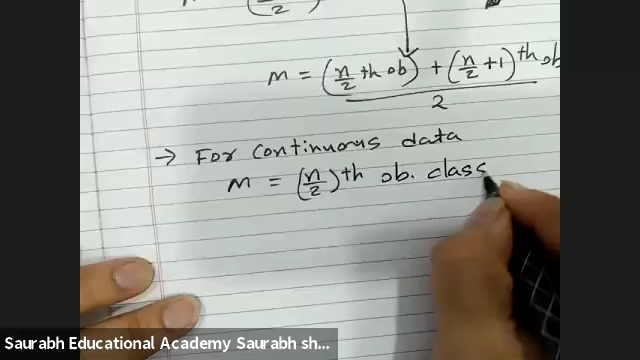 m = (n/2 th ob) + (n/2 + 1)th ob
2
→ For continuous data
m = (n/2)th ob. class
Saurabh Educational Academy Saurabh sh...